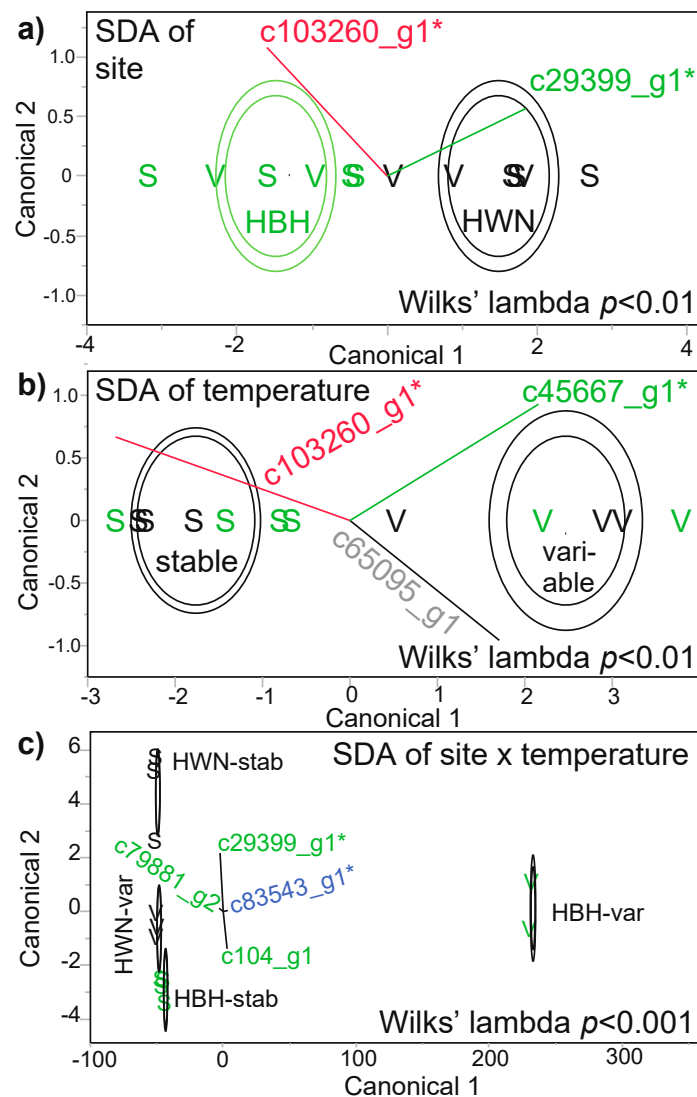 a) SDA of site
c103260_g1*
c29399_g1*
Canonical 2
1.0
0.5
0
-0.5
-1.0
S V S V S S V V S S V S
HBH
HWN
Wilks’ lambda p<0.01
-4 -2 0 2 4
Canonical 1
b) SDA of temperature
c45667_g1*
c103260_g1*
c65095_g1
Canonical 2
1.0
0.5
0
-0.5
-1.0
S S S S S S S V V V V V
stable
vari-
able
Wilks’ lambda p<0.01
-3 -2 -1 0 1 2 3
Canonical 1
c) SDA of site x temperature
Canonical 2
6
4
2
0
-2
-4
S
S
S
HWN-stab
c29399_g1*
c79881_g2
c83543_g1*
c104_g1
HWN-var
V
V
V
S
S
S
S
HBH-stab
V
V
HBH-var
Wilks’ lambda p<0.001
-100 0 100 200 300
Canonical 1